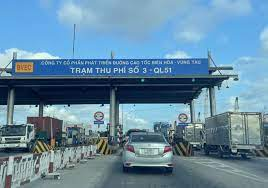 CÔNG TY CỔ PHẦN PHÁT TRIỂN ĐƯỜNG CAO TỐC BIÊN HÒA - VŨNG TÀU
BVEC
TRẠM THU PHÍ SỐ 3 - QL51